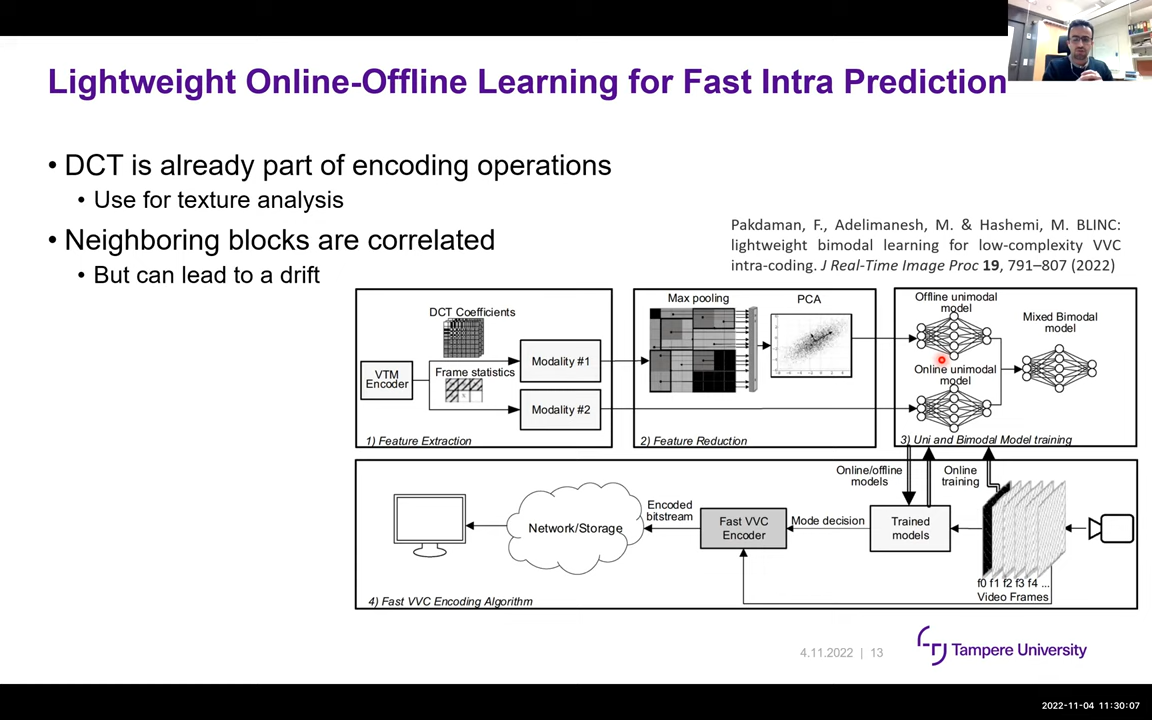 Lightweight Online-Offline Learning for Fast Intra Prediction
• DCT is already part of encoding operations
• Use for texture analysis
• Neighboring blocks are correlated
• But can lead to a drift
Pakdaman, F., Adelimanesh, M. & Hashemi, M. BLINC:
lightweight bimodal learning for low-complexity VVC
intra-coding. J Real-Time Image Proc 19, 791–807 (2022)
DCT Coefficients
VTM
Encoder
Frame statistics
Modality #1
Modality #2
1) Feature Extraction
Max pooling
PCA
2) Feature Reduction
Offline unimodal
model
Mixed Bimodal
model
Online unimodal
model
3) Uni and Bimodal Model training
Online/offline
models
Online
training
Network/Storage
Encoded
bitstream
Fast VVC
Encoder
Mode decision
Trained
models
f0 f1 f2 f3 f4 ...
Video Frames
4) Fast VVC Encoding Algorithm
4.11.2022 | 13
Tampere University
2022-11-04 11:30:07